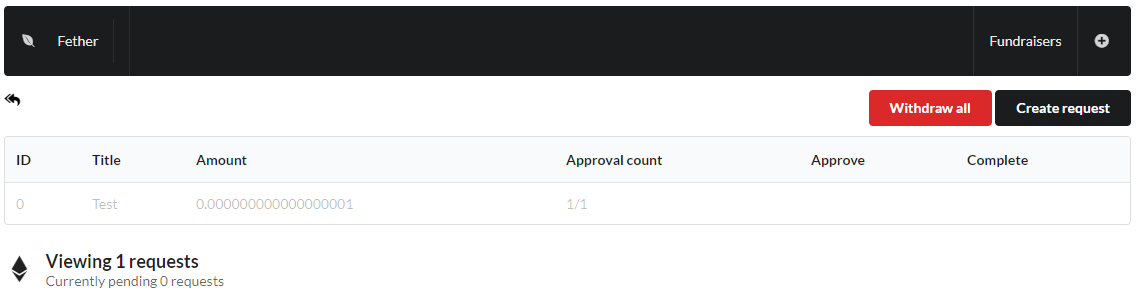 Fether Fundraisers
Withdraw all Create request
ID Title Amount Approval count Approve Complete
0 Test 0.000000000000000001 1/1
Viewing 1 requests
Currently pending 0 requests